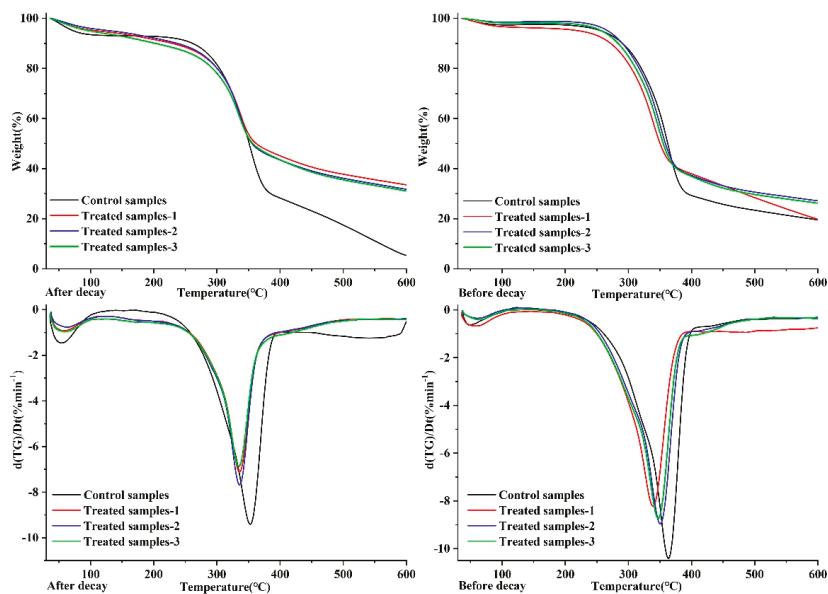 100
80
60
40
20
0
Weight(%)
Control samples
Treated samples-1
Treated samples-2
Treated samples-3
After decay
Temperature(℃)
100
200
300
400
500
600
100
80
60
40
20
0
Weight(%)
Control samples
Treated samples-1
Treated samples-2
Treated samples-3
Before decay
Temperature(℃)
100
200
300
400
500
600
0
-2
-4
-6
-8
-10
d(TG)/Dt(%min⁻¹)
Control samples
Treated samples-1
Treated samples-2
Treated samples-3
After decay
Temperature(℃)
100
200
300
400
500
600
0
-2
-4
-6
-8
-10
d(TG)/Dt(%min⁻¹)
Control samples
Treated samples-1
Treated samples-2
Treated samples-3
Before decay
Temperature(℃)
100
200
300
400
500
600